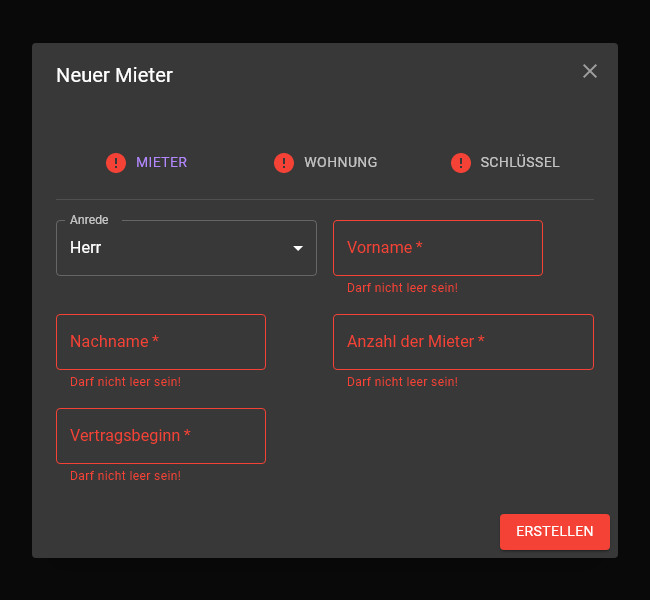 Neuer Mieter
MIETER
WOHNUNG
SCHLÜSSEL
Anrede
Herr
Vorname *
Darf nicht leer sein!
Nachname *
Anzahl der Mieter *
Darf nicht leer sein!
Darf nicht leer sein!
Vertragsbeginn *
Darf nicht leer sein!
ERSTELLEN